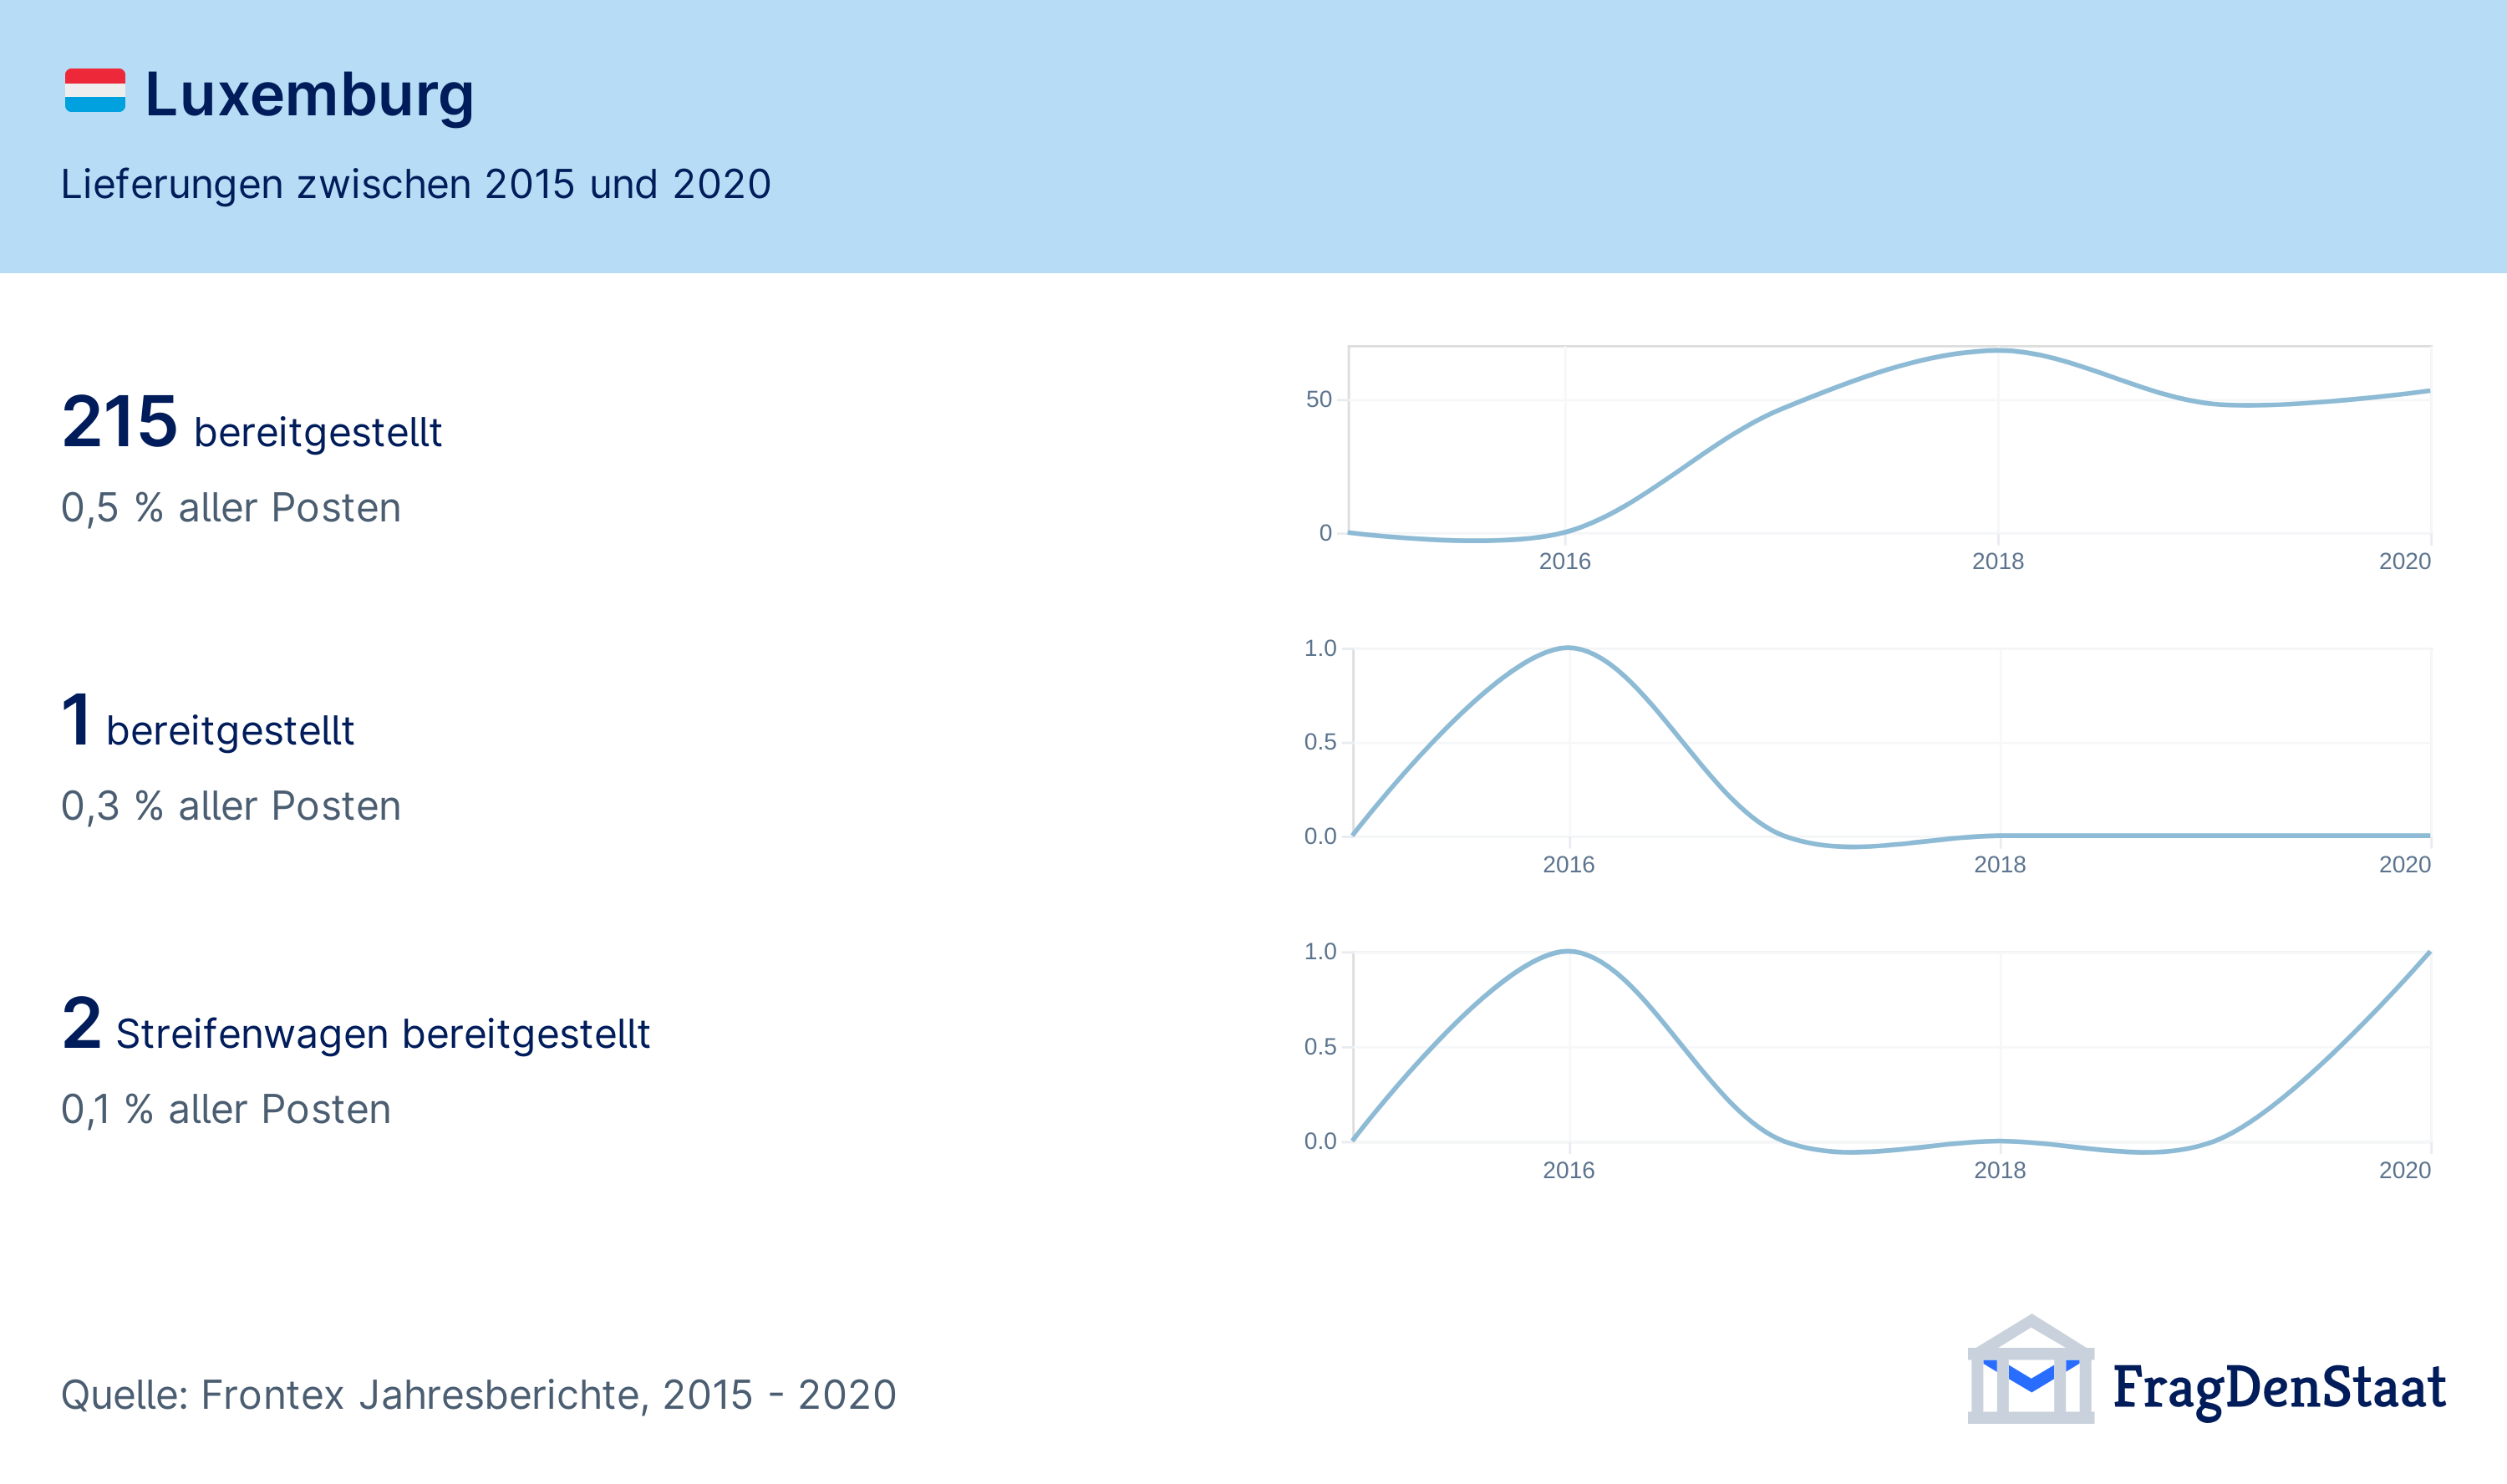 Luxemburg
Lieferungen zwischen 2015 und 2020
215 bereitgestellt
0,5 % aller Posten
50
0
2016 2018 2020
1 bereitgestellt
0,3 % aller Posten
1.0
0.5
0.0
2016 2018 2020
2 Streifenwagen bereitgestellt
0,1 % aller Posten
1.0
0.5
0.0
2016 2018 2020
Quelle: Frontex Jahresberichte, 2015 - 2020
FragDenStaat